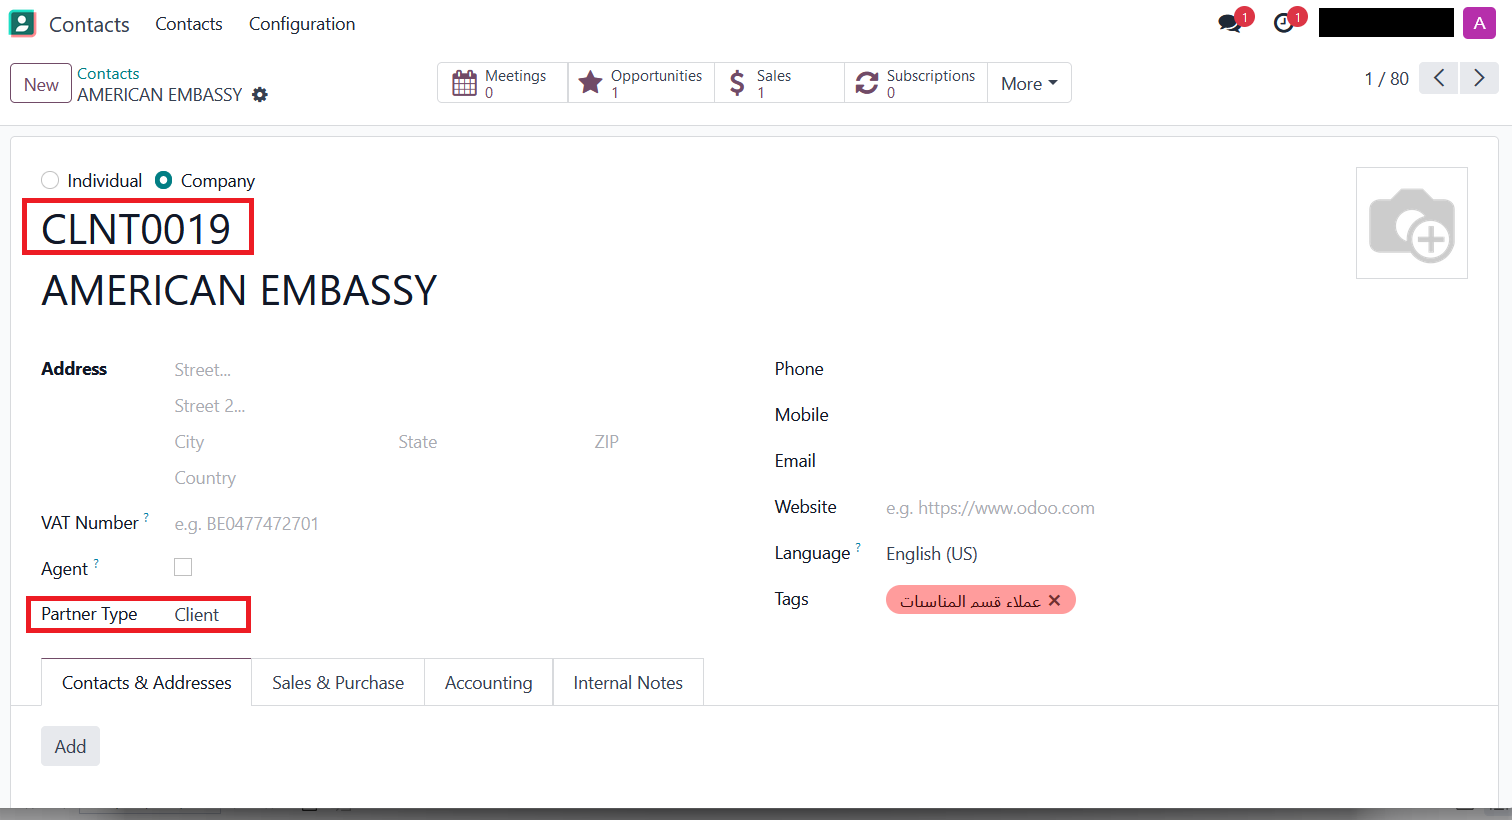 Contacts Contacts Configuration 1 1 A
New Contacts
AMERICAN EMBASSY
Meetings 0
Opportunities 1
Sales 1
Subscriptions 0
More
1 / 80
Individual Company
CLNT0019
AMERICAN EMBASSY
Address Street...
Street 2...
City State ZIP
Country
VAT Number ? e.g. BE0477472701
Agent ?
Partner Type Client
Phone
Mobile
Email
Website e.g. https://www.odoo.com
Language ? English (US)
Tags عملاء قسم المناسبات
Contacts & Addresses Sales & Purchase Accounting Internal Notes
Add